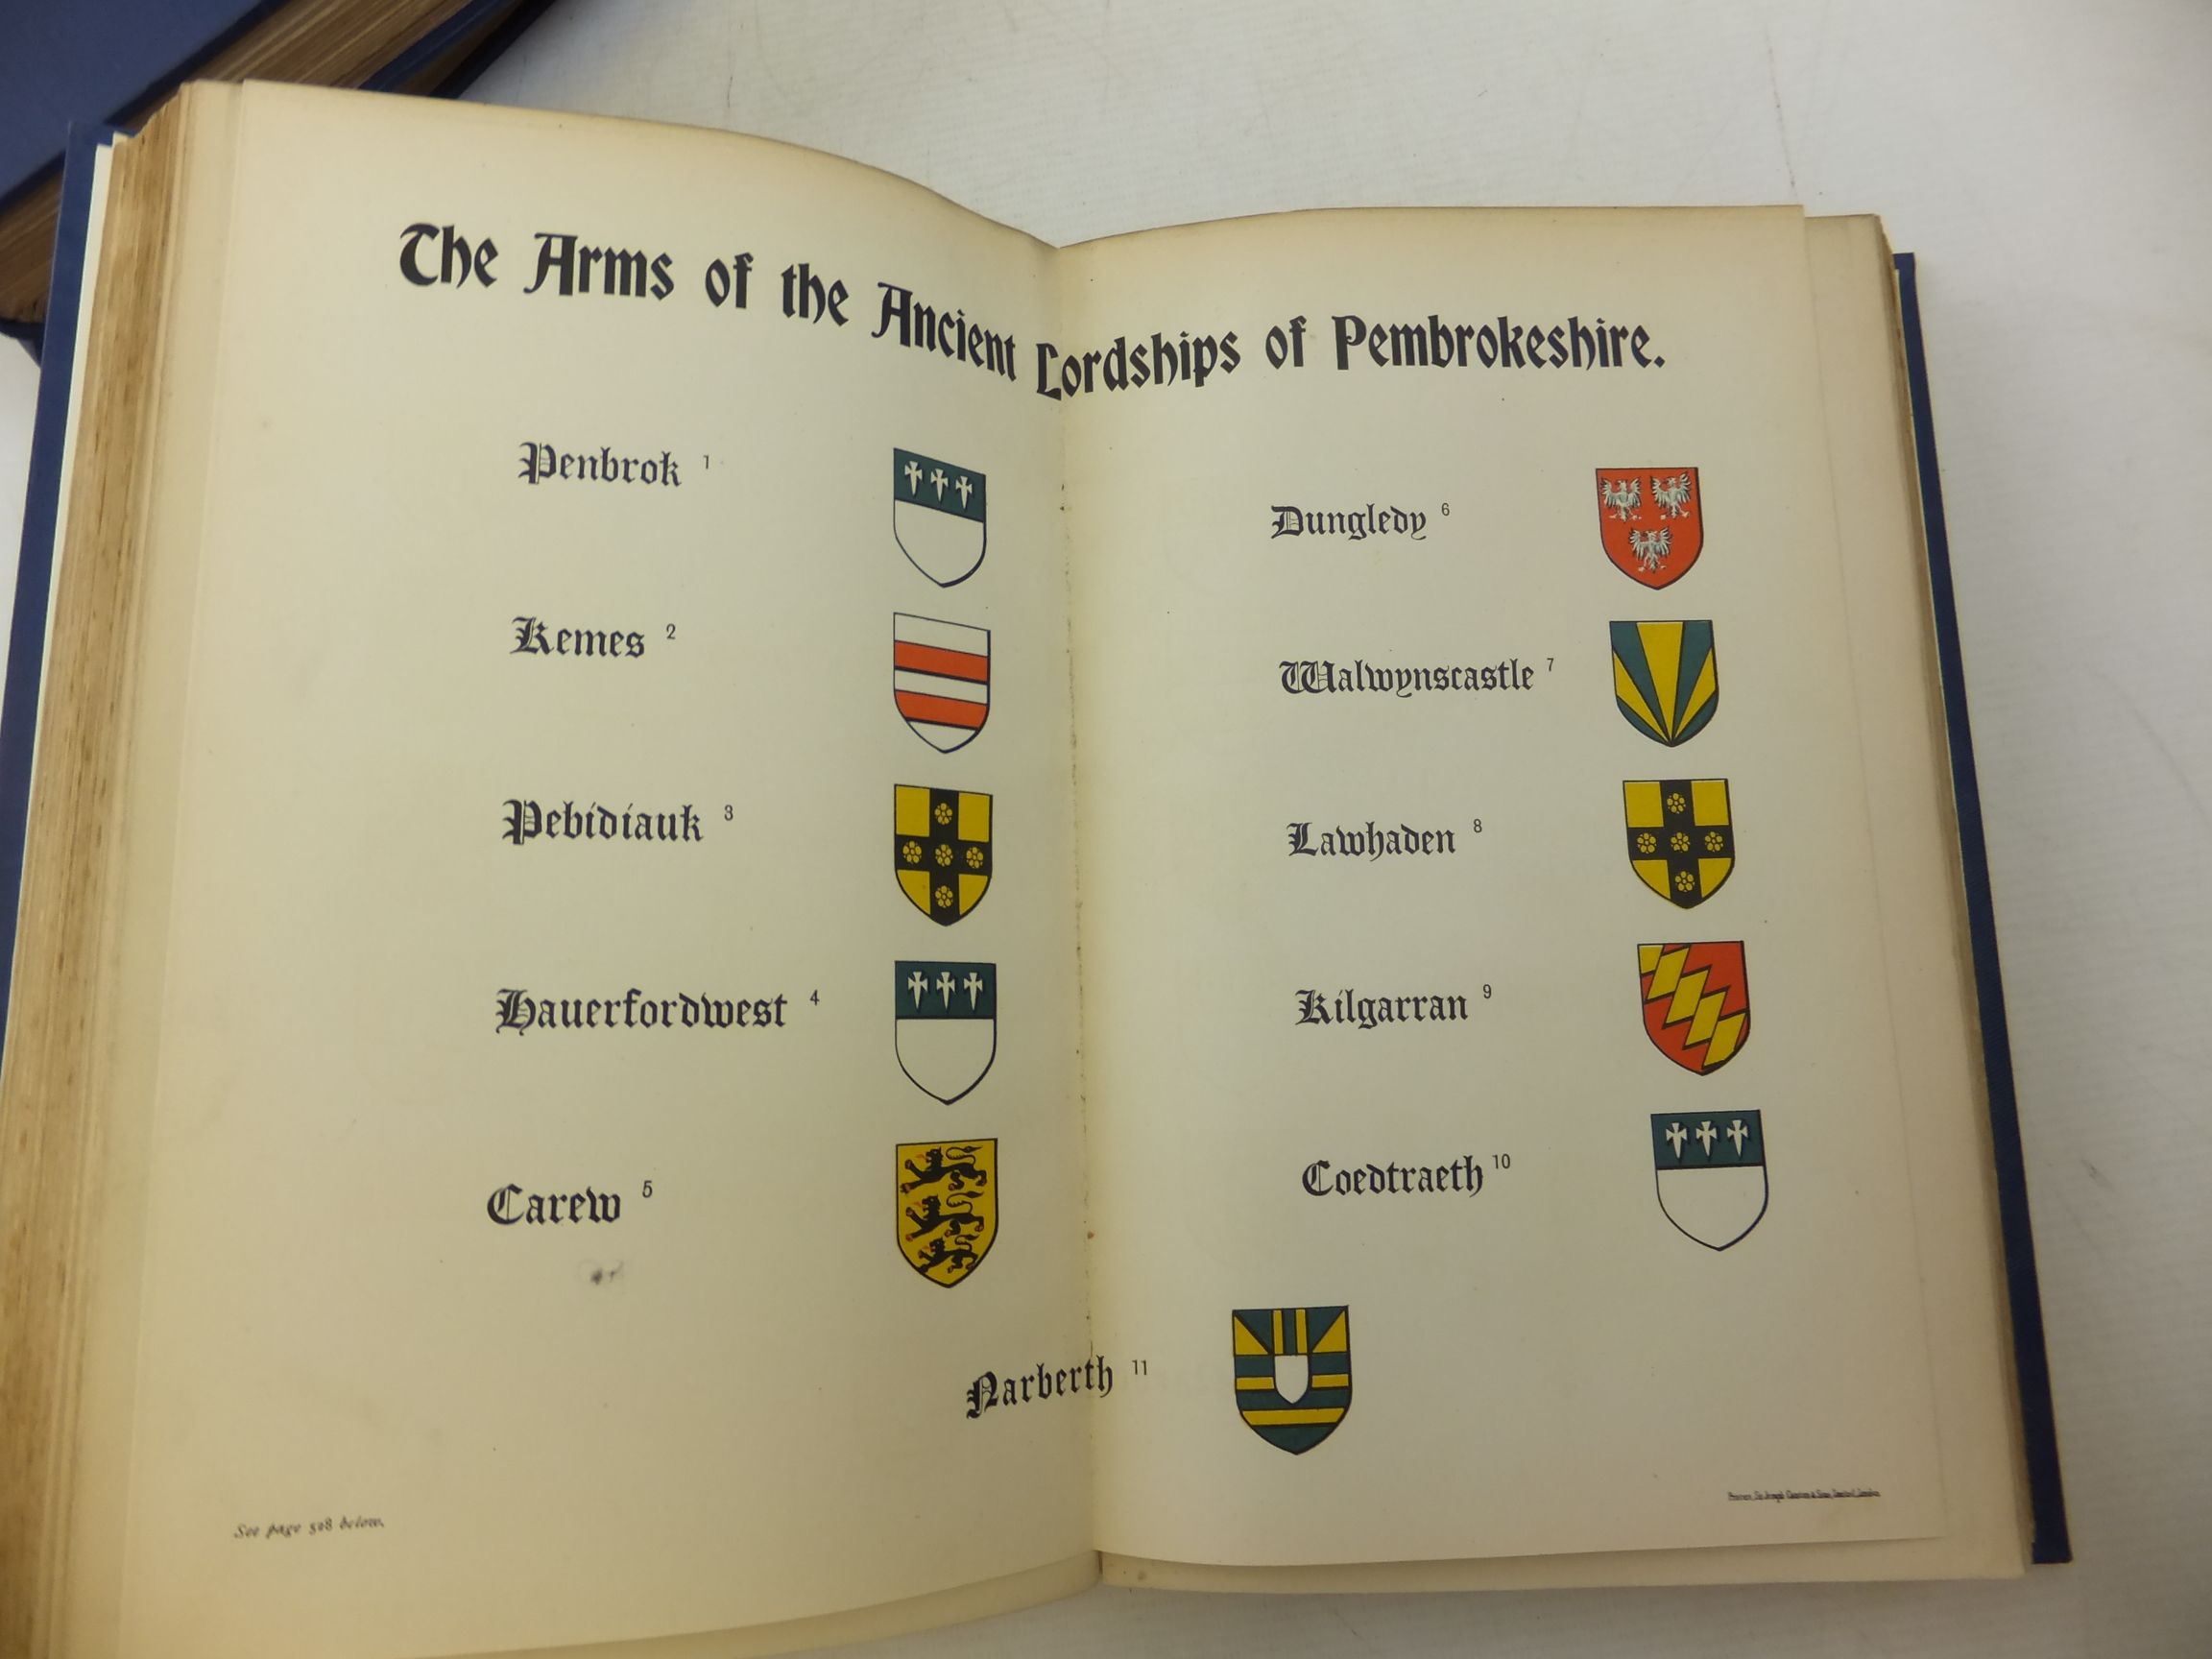 The Arms of the Ancient Lordships of Pembrokeshire.
Penbrok 1
Kemes 2
Pebidiauk 3
Hauerfordwest 4
Carew 5
Dungledy 6
Walwynscastle 7
Lawhaden 8
Kilgarran 9
Coedtraeth 10
Narberth 11
See page 528 below.